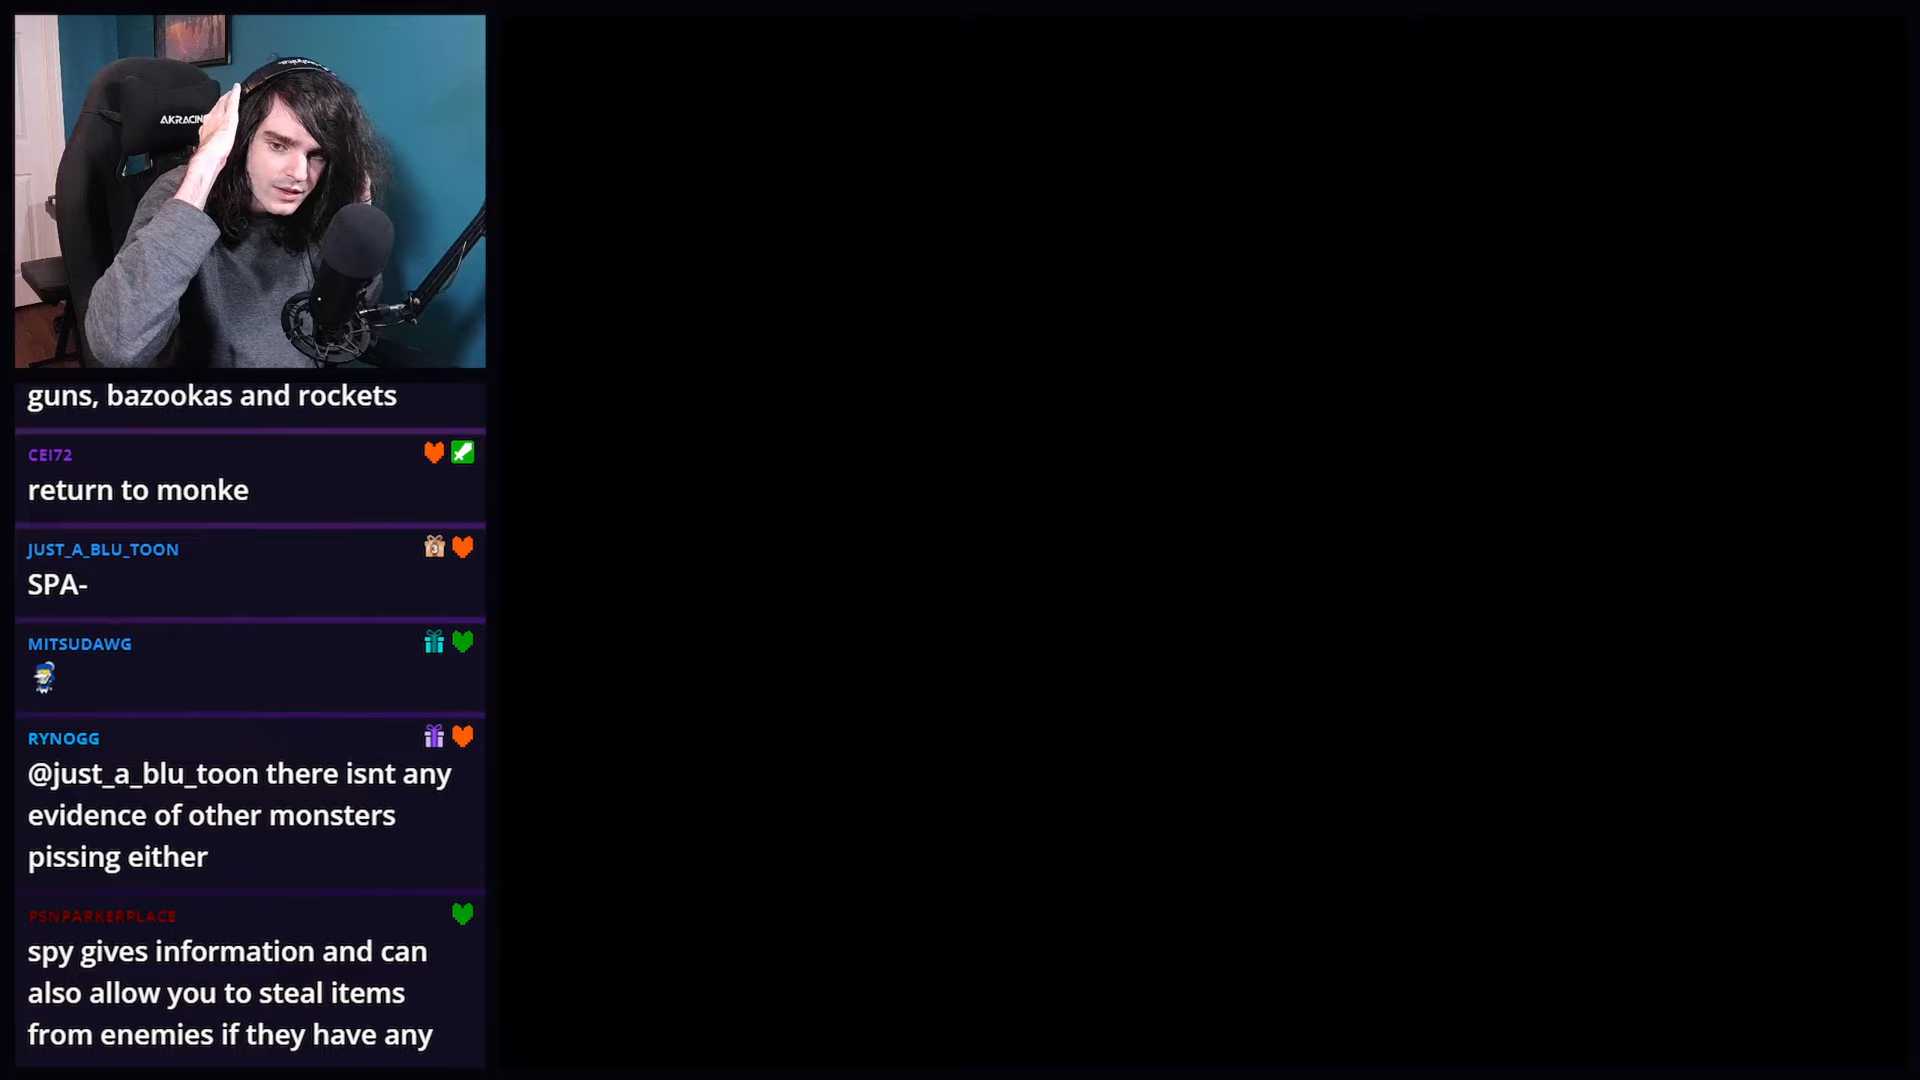 AKRACING
guns, bazookas and rockets
CEI72
return to monke
JUST_A_BLU_TOON
3
SPA-
MITSUDAWG
RYNOGG
@just_a_blu_toon there isnt any
evidence of other monsters
pissing either
PSNPARKERPLACE
spy gives information and can
also allow you to steal items
from enemies if they have any